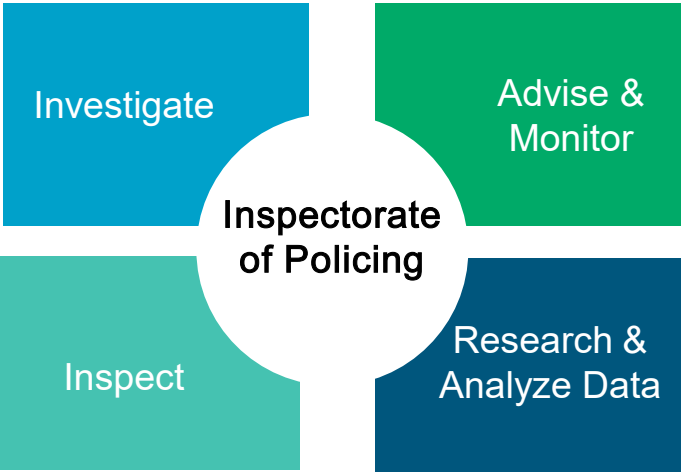 Investigate
Advise &
Monitor
Inspectorate
of Policing
Inspect
Research &
Analyze Data